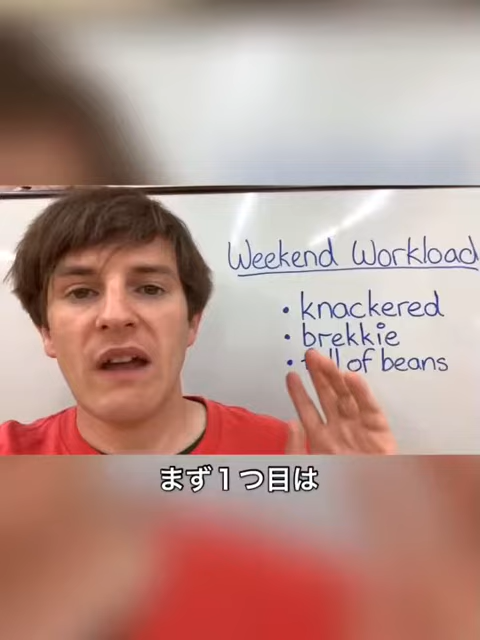 Weekend Workload
• knackered
• brekkie
• of beans
まず１つ目は